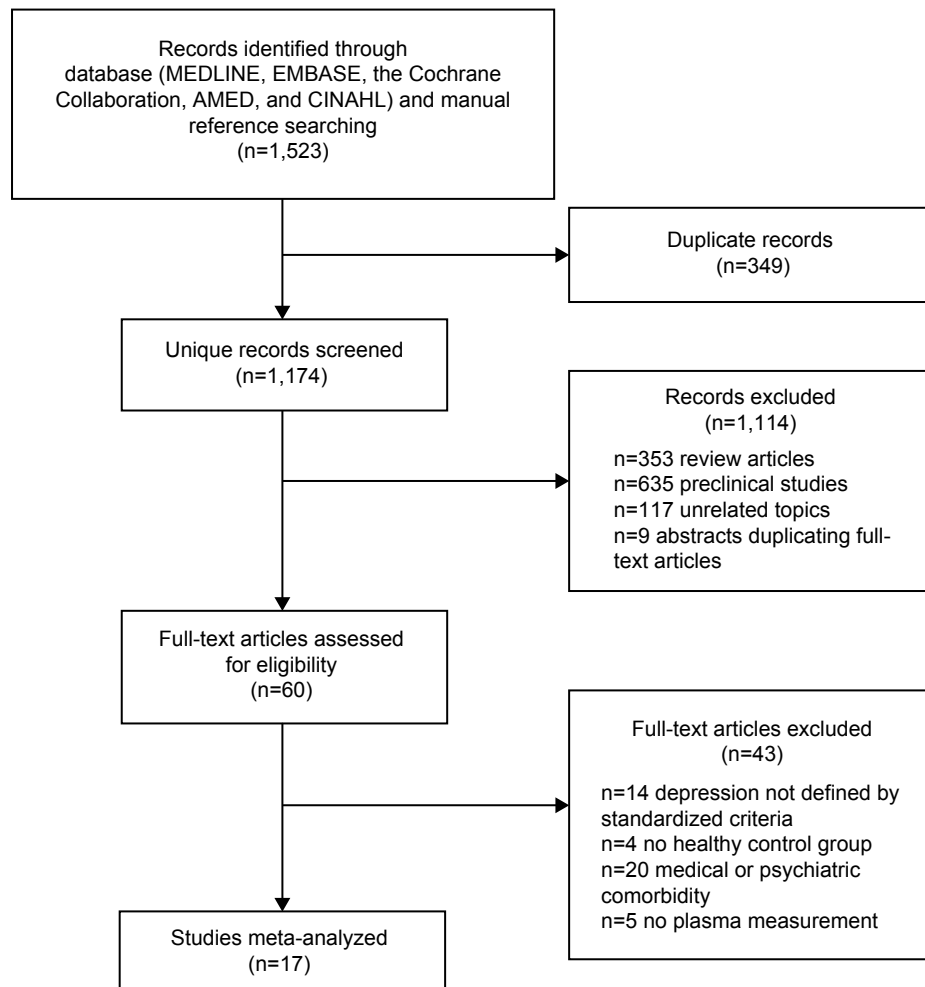 Records identified through
database (MEDLINE, EMBASE, the Cochrane
Collaboration, AMED, and CINAHL) and manual
reference searching
(n=1,523)
Duplicate records
(n=349)
Unique records screened
(n=1,174)
Records excluded
(n=1,114)
n=353 review articles
n=635 preclinical studies
n=117 unrelated topics
n=9 abstracts duplicating full-
text articles
Full-text articles assessed
for eligibility
(n=60)
Full-text articles excluded
(n=43)
n=14 depression not defined by
standardized criteria
n=4 no healthy control group
n=20 medical or psychiatric
comorbidity
n=5 no plasma measurement
Studies meta-analyzed
(n=17)